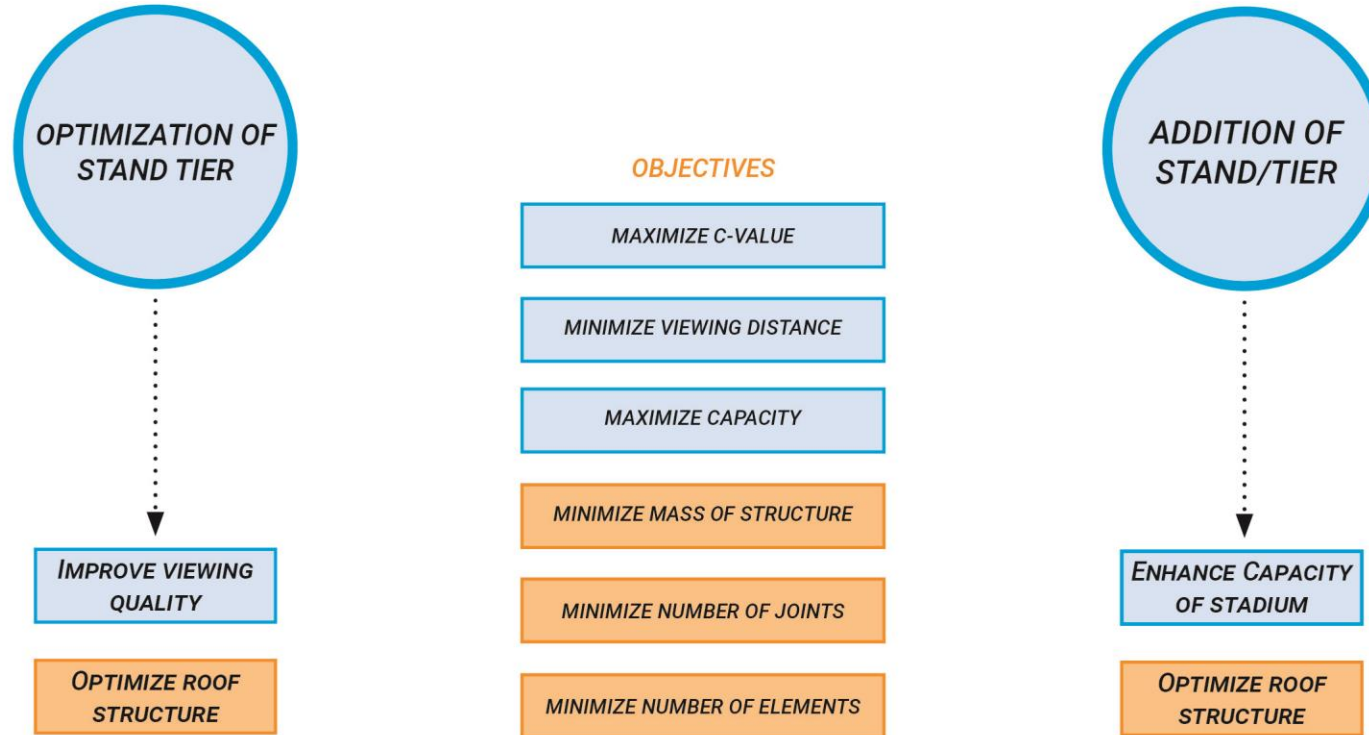 OPTIMIZATION OF
STAND TIER
IMPROVE VIEWING
QUALITY
OPTIMIZE ROOF
STRUCTURE
OBJECTIVES
MAXIMIZE C-VALUE
MINIMIZE VIEWING DISTANCE
MAXIMIZE CAPACITY
MINIMIZE MASS OF STRUCTURE
MINIMIZE NUMBER OF JOINTS
MINIMIZE NUMBER OF ELEMENTS
ADDITION OF
STAND/TIER
ENHANCE CAPACITY
OF STADIUM
OPTIMIZE ROOF
STRUCTURE